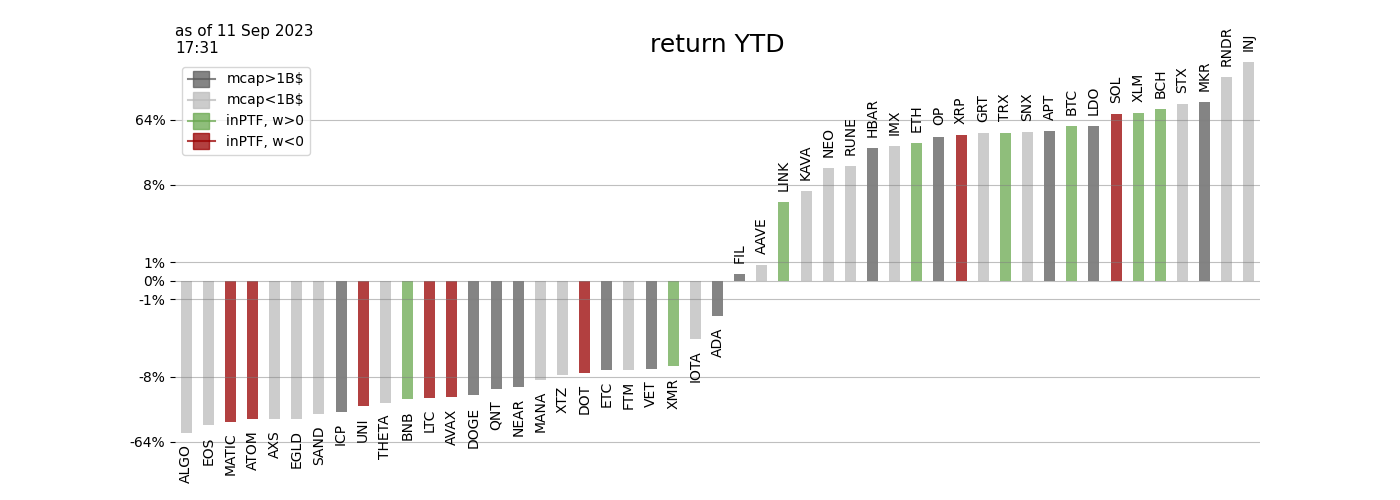 as of 11 Sep 2023
17:31
return YTD
mcap>1B$
mcap<1B$
inPTF, w>0
inPTF, w<0
64%
8%
1%
0%
-1%
-8%
-64%
ALGO
EOS
MATIC
ATOM
AXS
EGLD
SAND
ICP
UNI
THETA
BNB
LTC
AVAX
DOGE
QNT
NEAR
MANA
XTZ
DOT
ETC
FTM
VET
XMR
IOTA
ADA
FIL
AAVE
LINK
KAVA
NEO
RUNE
HBAR
IMX
ETH
OP
XRP
GRT
TRX
SNX
APT
BTC
LDO
SOL
XLM
BCH
STX
MKR
RNDR
INJ